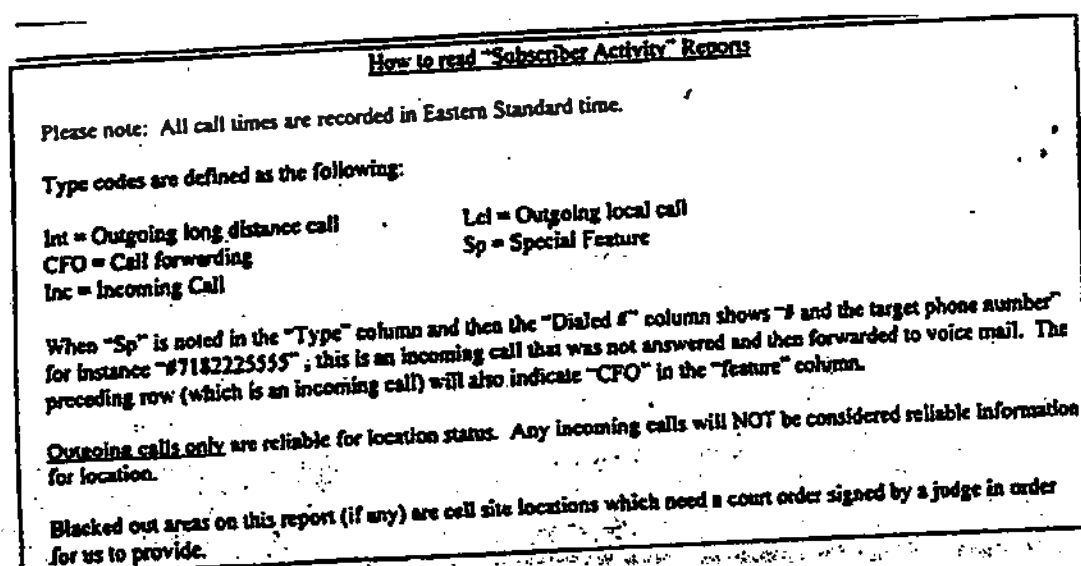 How to read "Subscriber Activity" Reports
Please note: All call times are recorded in Eastern Standard time.
Type codes are defined as the following:
Int = Outgoing long distance call
CFO = Call forwarding
Inc = Incoming Call
Lcl = Outgoing local call
Sp = Special Feature
When "Sp" is noted in the "Type" column and then the "Dialed #" column shows "# and the target phone number"
for instance "#7182225555" ; this is an incoming call that was not answered and then forwarded to voice mail. The
preceding row (which is an incoming call) will also indicate "CFO" in the "feature" column.
Outgoing calls only are reliable for location status. Any incoming calls will NOT be considered reliable information
for location.
Blacked out areas on this report (if any) are cell site locations which need a court order signed by a judge in order
for us to provide.